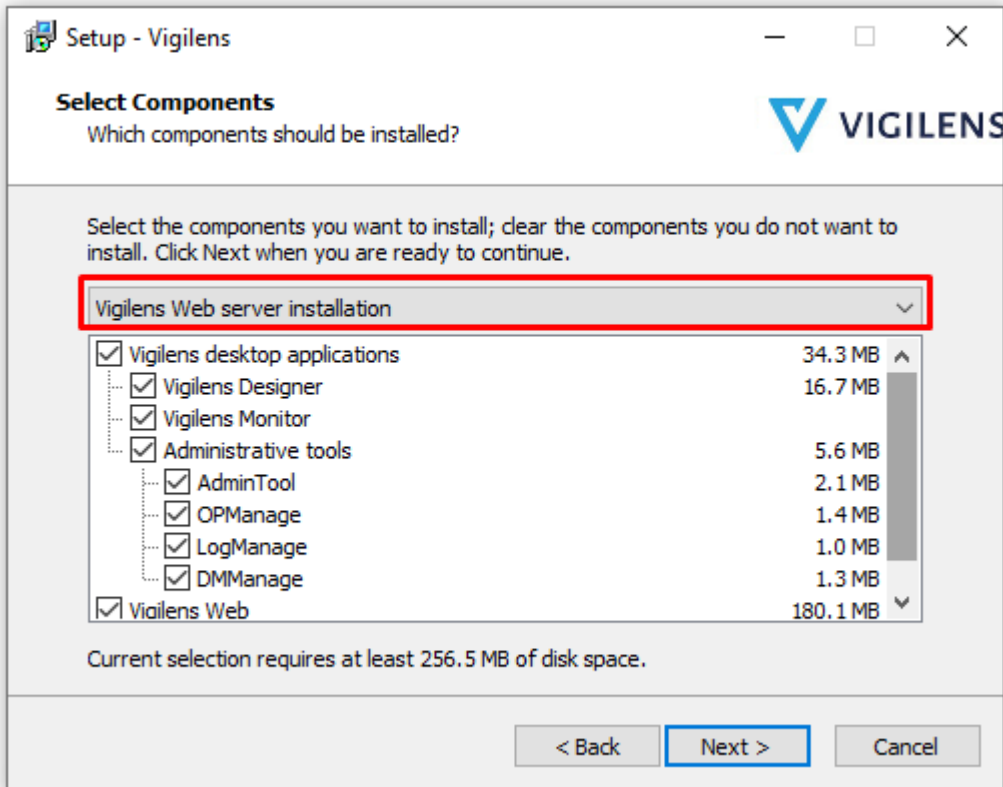 Setup - Vigilens
Select Components
Which components should be installed?
VIGILENS
Select the components you want to install; clear the components you do not want to
install. Click Next when you are ready to continue.
Vigilens Web server installation
Vigilens desktop applications 34.3 MB
Vigilens Designer 16.7 MB
Vigilens Monitor
Administrative tools 5.6 MB
AdminTool 2.1 MB
OPManage 1.4 MB
LogManage 1.0 MB
DMManage 1.3 MB
Vigilens Web 180.1 MB
Current selection requires at least 256.5 MB of disk space.
< Back Next > Cancel